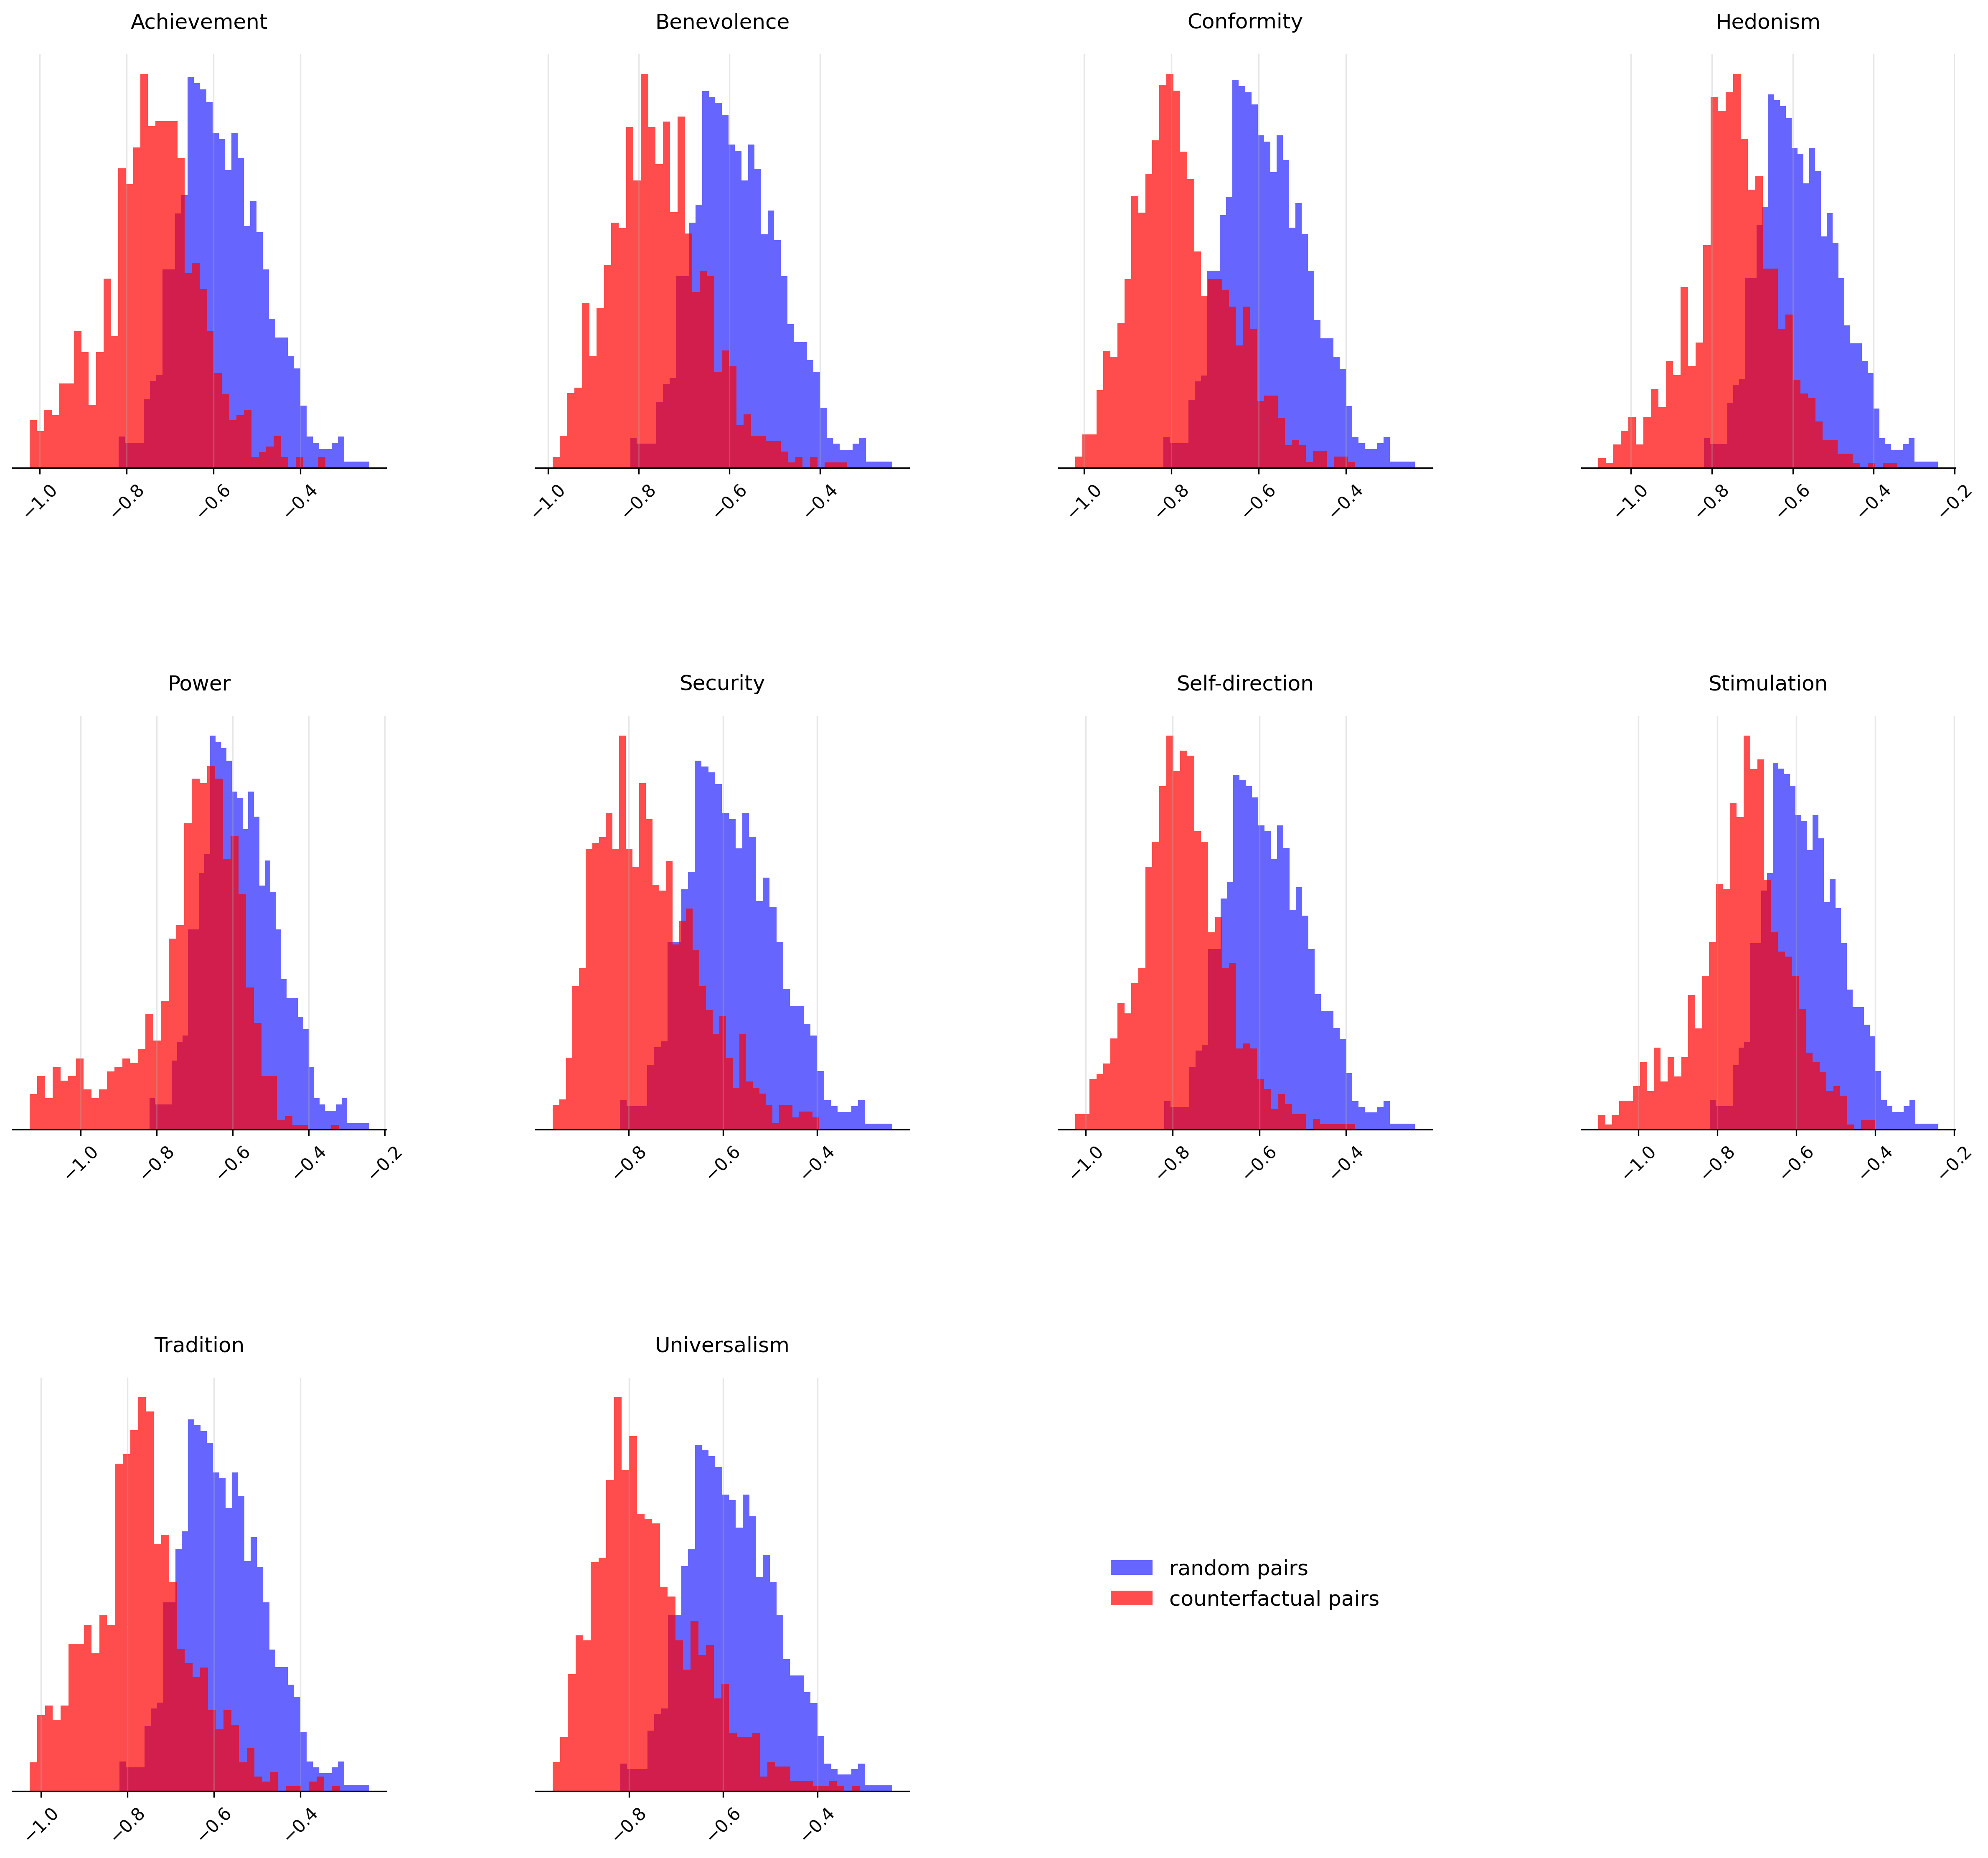 Achievement
Benevolence
Conformity
Hedonism
−1.0 −0.8 −0.6 −0.4
−1.0 −0.8 −0.6 −0.4
−1.0 −0.8 −0.6 −0.4
−1.0 −0.8 −0.6 −0.4 −0.2
Power
Security
Self-direction
Stimulation
−1.0 −0.8 −0.6 −0.4 −0.2
−0.8 −0.6 −0.4
−1.0 −0.8 −0.6 −0.4
−1.0 −0.8 −0.6 −0.4 −0.2
Tradition
Universalism
random pairs
counterfactual pairs
−1.0 −0.8 −0.6 −0.4
−0.8 −0.6 −0.4